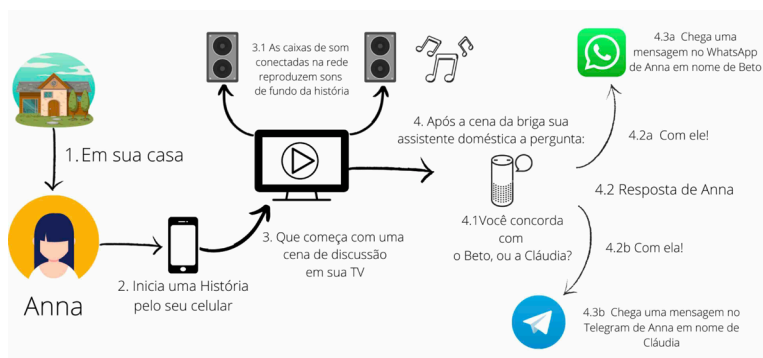 1.Em sua casa
Anna
2. Inicia uma História
pelo seu celular
3. Que começa com uma
cena de discussão
em sua TV
3.1 As caixas de som
conectadas na rede
reproduzem sons
de fundo da história
4. Após a cena da briga sua
assistente doméstica a pergunta:
4.1Você concorda
com
o Beto, ou a Cláudia?
4.2 Resposta de Anna
4.2a Com ele!
4.3a Chega uma
mensagem no WhatsApp
de Anna em nome de Beto
4.2b Com ela!
4.3b Chega uma mensagem no
Telegram de Anna em nome de
Cláudia